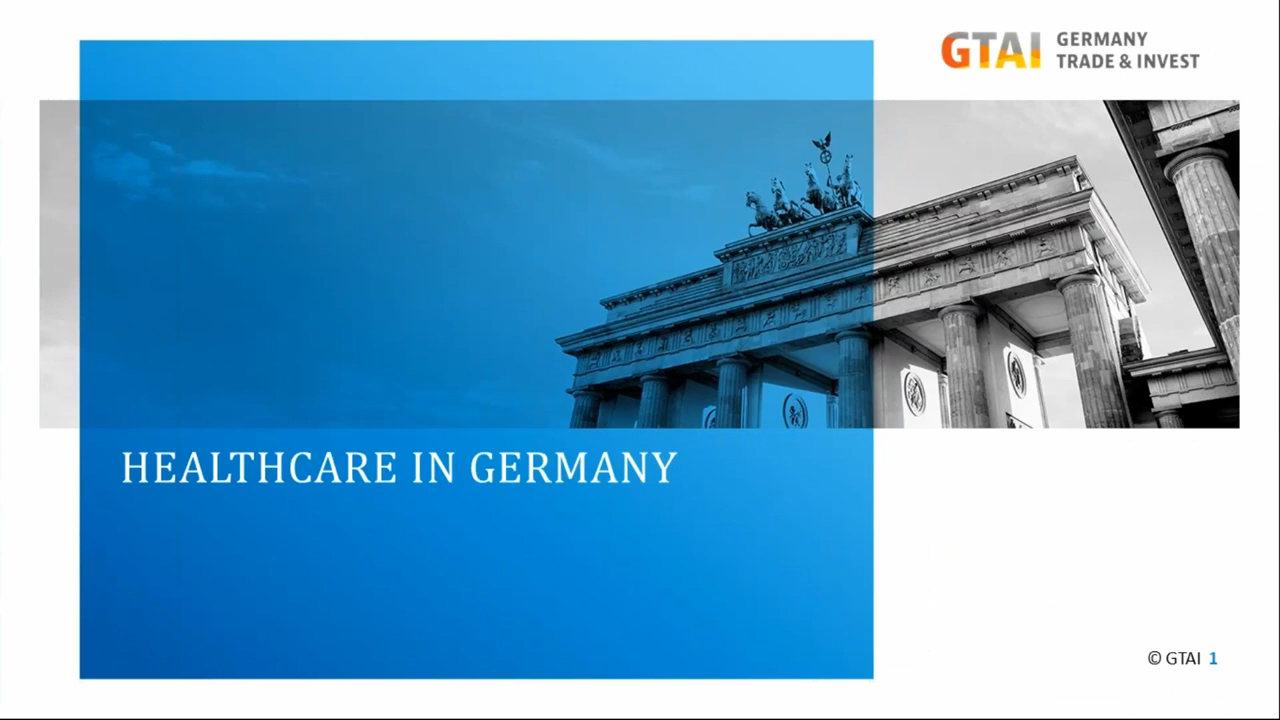 GTAI GERMANY
TRADE & INVEST
HEALTHCARE IN GERMANY
© GTAI 1